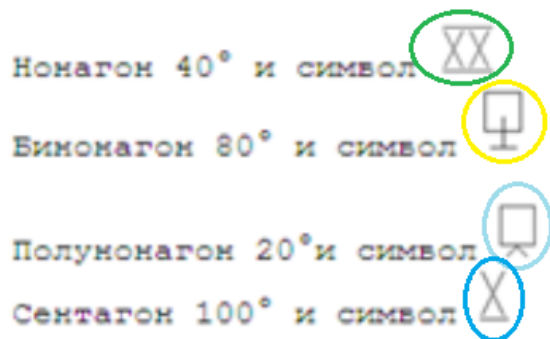 Нонагон 40° и символ
Бинонагон 80° и символ
Полунонагон 20°и символ
Сентагон 100° и символ